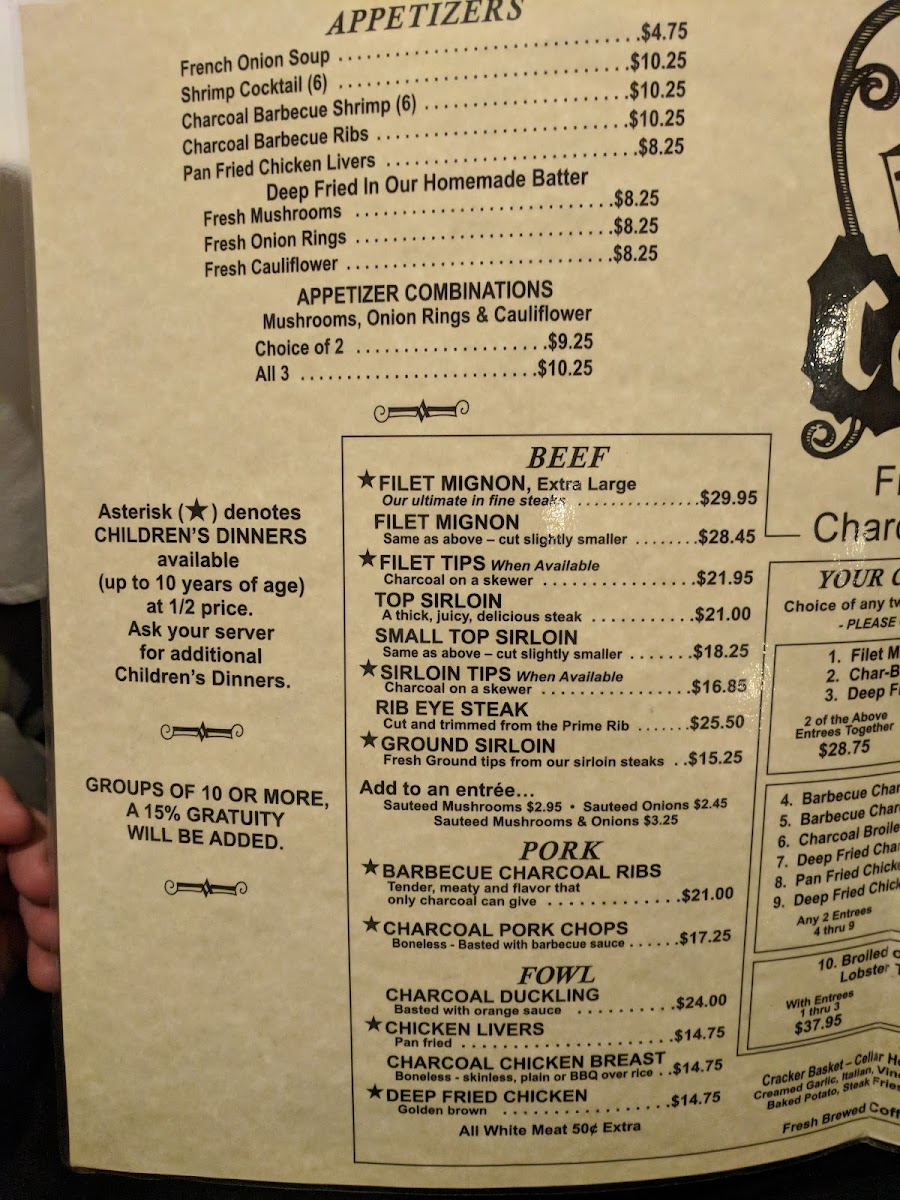 APPETIZERS
French Onion Soup ........................$4.75
Shrimp Cocktail (6) ........................$10.25
Charcoal Barbecue Shrimp (6) ........................$10.25
Charcoal Barbecue Ribs ........................$10.25
Pan Fried Chicken Livers ........................$8.25
Deep Fried In Our Homemade Batter
Fresh Mushrooms ........................$8.25
Fresh Onion Rings ........................$8.25
Fresh Cauliflower ........................$8.25
APPETIZER COMBINATIONS
Mushrooms, Onion Rings & Cauliflower
Choice of 2 ....................$9.25
All 3 ........................$10.25
Asterisk (★) denotes
CHILDREN'S DINNERS
available
(up to 10 years of age)
at 1/2 price.
Ask your server
for additional
Children's Dinners.
GROUPS OF 10 OR MORE,
A 15% GRATUITY
WILL BE ADDED.
BEEF
★FILET MIGNON, Extra Large
Our ultimate in fine steaks ...............$29.95
FILET MIGNON
Same as above – cut slightly smaller ........$28.45
★FILET TIPS When Available
Charcoal on a skewer .................$21.95
TOP SIRLOIN
A thick, juicy, delicious steak ...........$21.00
SMALL TOP SIRLOIN
Same as above – cut slightly smaller .......$18.25
★SIRLOIN TIPS When Available
Charcoal on a skewer .................$16.85
RIB EYE STEAK
Cut and trimmed from the Prime Rib .......$25.50
★GROUND SIRLOIN
Fresh Ground tips from our sirloin steaks ..$15.25
Add to an entrée...
Sauteed Mushrooms $2.95 • Sauteed Onions $2.45
Sauteed Mushrooms & Onions $3.25
PORK
★BARBECUE CHARCOAL RIBS
Tender, meaty and flavor that
only charcoal can give ..............$21.00
★CHARCOAL PORK CHOPS
Boneless - Basted with barbecue sauce ......$17.25
FOWL
CHARCOAL DUCKLING
Basted with orange sauce ..........$24.00
★CHICKEN LIVERS
Pan fried ......................$14.75
CHARCOAL CHICKEN BREAST
Boneless - skinless, plain or BBQ over rice ..$14.75
★DEEP FRIED CHICKEN
Golden brown .................$14.75
All White Meat 50¢ Extra
YOUR
Choice of any
- PLEASE
1. Filet
2.
3. Deep
2 of the Above
Entrees Together
$28.75
4. Barbecue
5. Barbecue
6. Charcoal
7. Deep Fried
8. Pan Fried
9. Deep Fried
Any 2 Entrees
4 thru 9
10. Broiled
Lobster
With Entrees
1 thru 3
$37.95
Cracker Basket – Cellar
Creamed Garlic, Italian,
Baked Potato, Steak
Fresh Brewed